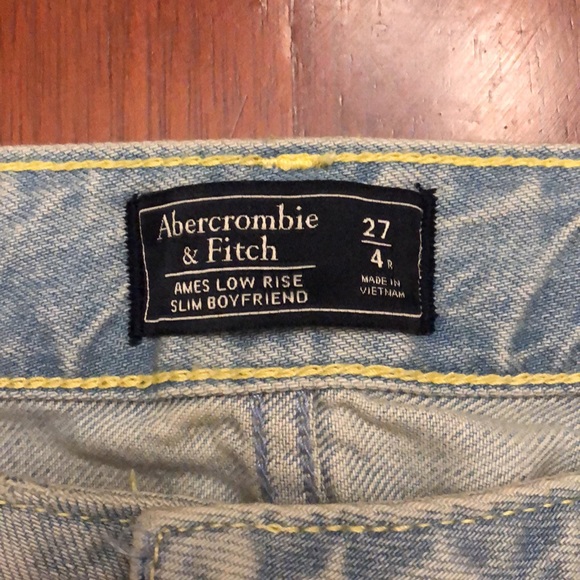 Abercrombie
& Fitch
AMES LOW RISE
SLIM BOYFRIEND
27
4R
MADE IN
VIETNAM